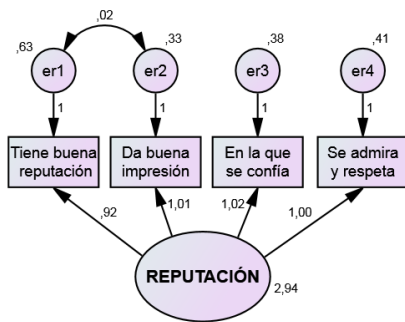 ,02
,63
,33
,38
,41
er1
er2
er3
er4
1
1
1
1
Tiene buena
reputación
Da buena
impresión
En la que
se confía
Se admira
y respeta
,92
1,01
1,02
1,00
REPUTACIÓN
2,94